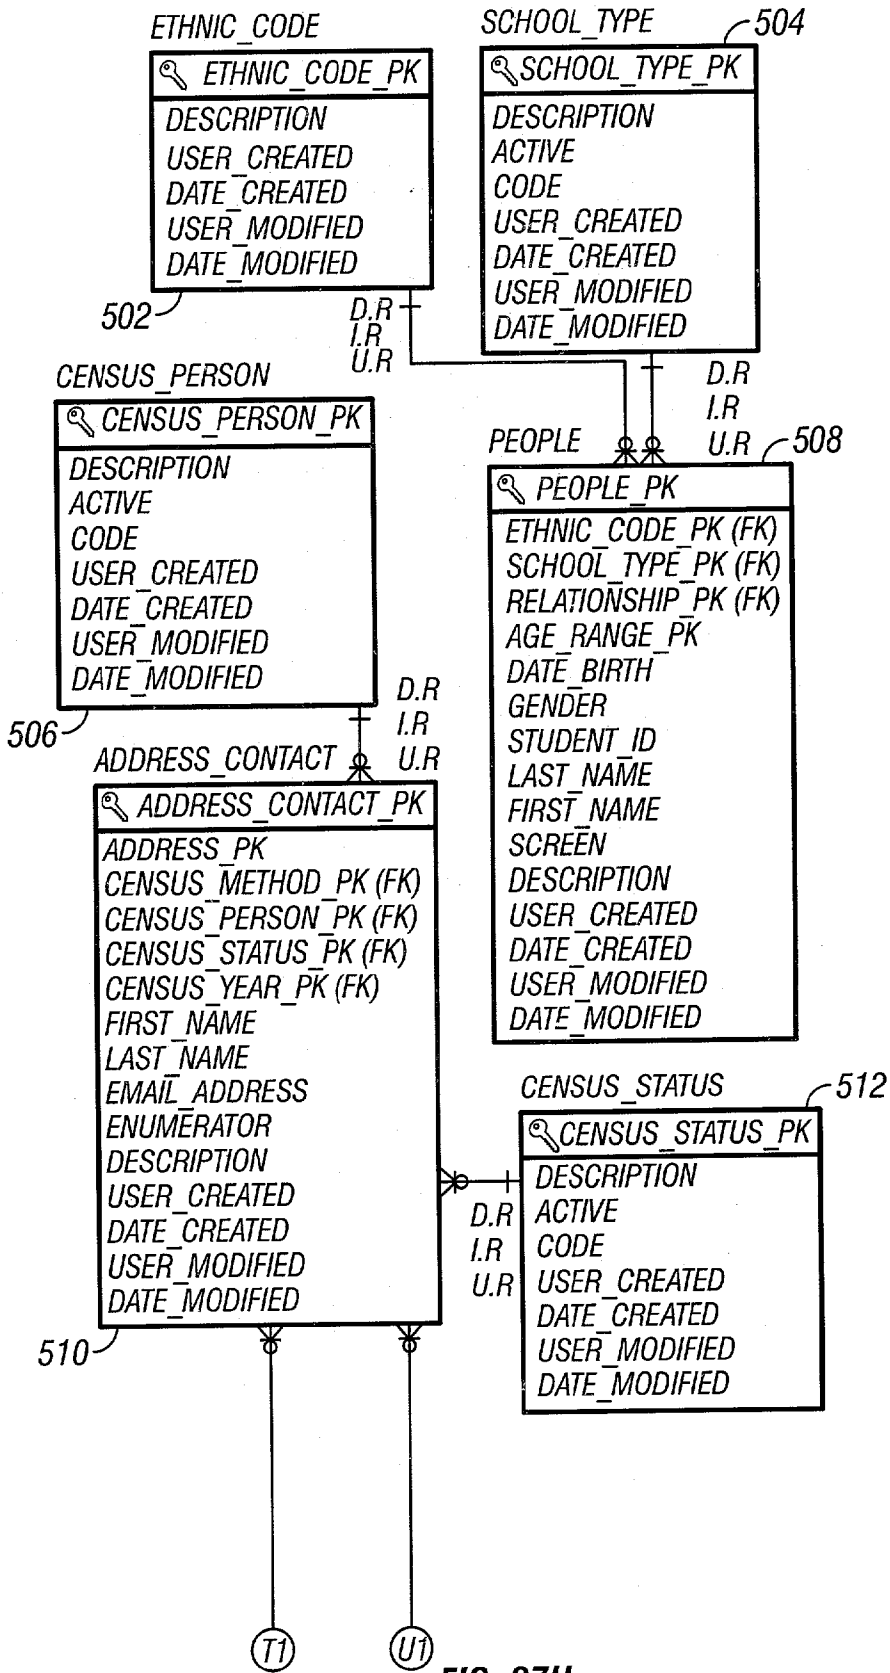 ETHNIC_CODE
ETHNIC_CODE_PK
DESCRIPTION
USER_CREATED
DATE_CREATED
USER_MODIFIED
DATE_MODIFIED
502
D.R
I.R
U.R
SCHOOL_TYPE
504
SCHOOL_TYPE_PK
DESCRIPTION
ACTIVE
CODE
USER_CREATED
DATE_CREATED
USER_MODIFIED
DATE_MODIFIED
D.R
I.R
U.R
CENSUS_PERSON
CENSUS_PERSON_PK
DESCRIPTION
ACTIVE
CODE
USER_CREATED
DATE_CREATED
USER_MODIFIED
DATE_MODIFIED
506
D.R
I.R
U.R
PEOPLE
508
PEOPLE_PK
ETHNIC_CODE_PK (FK)
SCHOOL_TYPE_PK (FK)
RELATIONSHIP_PK (FK)
AGE_RANGE_PK
DATE_BIRTH
GENDER
STUDENT_ID
LAST_NAME
FIRST_NAME
SCREEN
DESCRIPTION
USER_CREATED
DATE_CREATED
USER_MODIFIED
DATE_MODIFIED
ADDRESS_CONTACT
ADDRESS_CONTACT_PK
ADDRESS_PK
CENSUS_METHOD_PK (FK)
CENSUS_PERSON_PK (FK)
CENSUS_STATUS_PK (FK)
CENSUS_YEAR_PK (FK)
FIRST_NAME
LAST_NAME
EMAIL_ADDRESS
ENUMERATOR
DESCRIPTION
USER_CREATED
DATE_CREATED
USER_MODIFIED
DATE_MODIFIED
510
D.R
I.R
U.R
CENSUS_STATUS
512
CENSUS_STATUS_PK
DESCRIPTION
ACTIVE
CODE
USER_CREATED
DATE_CREATED
USER_MODIFIED
DATE_MODIFIED
T1
U1